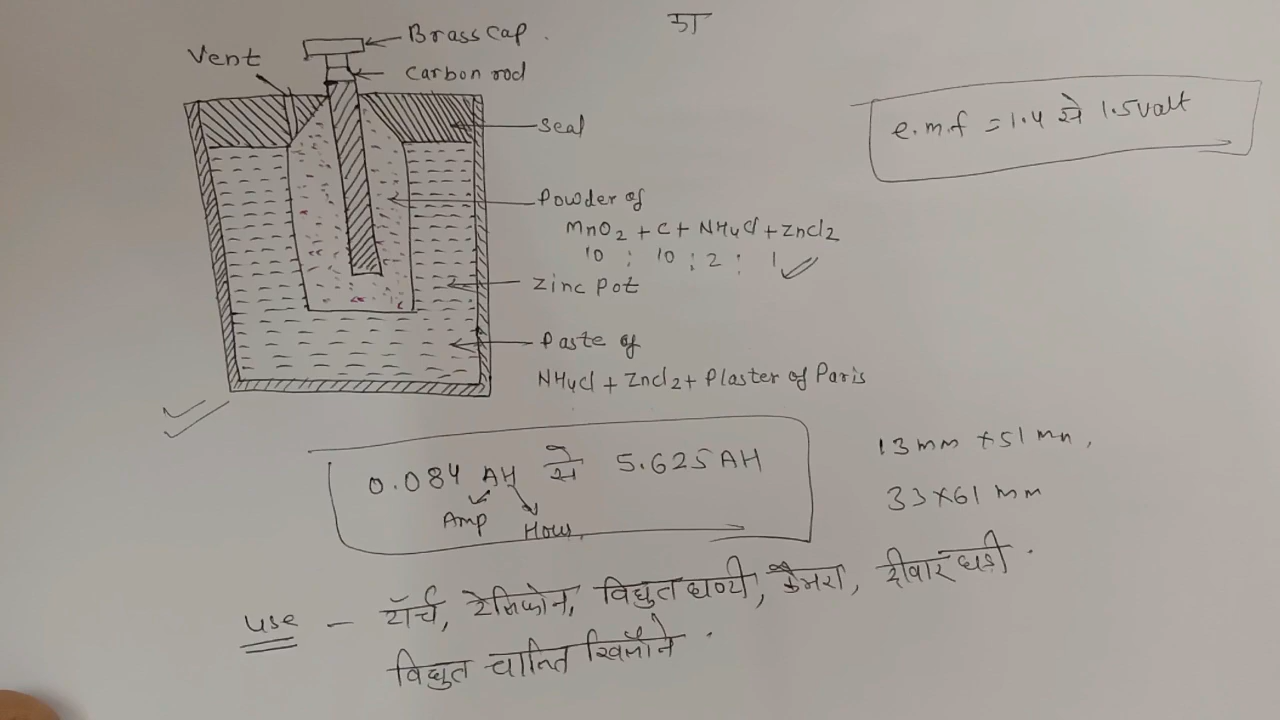 Brass cap.
Vent
carbon rod
seal
Powder of
MnO2 + C + NH4Cl + ZnCl2
10 : 10 : 2 : 1
Zinc pot
Paste of
NH4Cl + ZnCl2 + Plaster of Paris
e.m.f = 1.4 से 1.5 valt
0.084 AH से 5.625 AH
Amp Hour,
13 mm x 51 mm,
33 x 61 mm
use - टॉर्च, टेलिफोन, विद्युत घण्टी, कैमरा, दीवार घड़ी.
विद्युत चालित खिलौने.